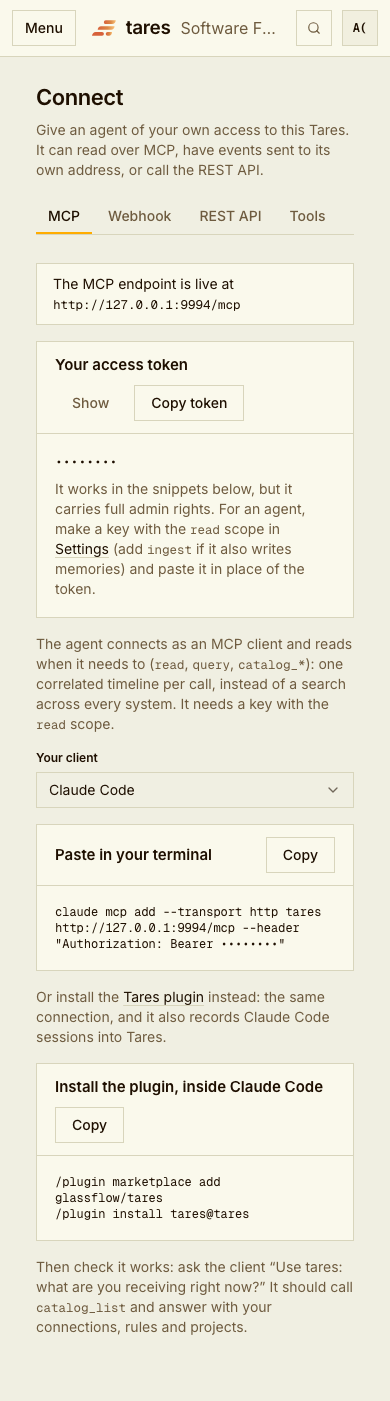 Menu
tares
Software F...
A(
Connect
Give an agent of your own access to this Tares.
It can read over MCP, have events sent to its
own address, or call the REST API.
MCP
Webhook
REST API
Tools
The MCP endpoint is live at
http://127.0.0.1:9994/mcp
Your access token
Show
Copy token
••••••••
It works in the snippets below, but it
carries full admin rights. For an agent,
make a key with the read scope in
Settings (add ingest if it also writes
memories) and paste it in place of the
token.
The agent connects as an MCP client and reads
when it needs to (read, query, catalog_*): one
correlated timeline per call, instead of a search
across every system. It needs a key with the
read scope.
Your client
Claude Code
Paste in your terminal
Copy
claude mcp add --transport http tares
http://127.0.0.1:9994/mcp --header
"Authorization: Bearer ••••••••"
Or install the Tares plugin instead: the same
connection, and it also records Claude Code
sessions into Tares.
Install the plugin, inside Claude Code
Copy
/plugin marketplace add
glassflow/tares
/plugin install tares@tares
Then check it works: ask the client “Use tares:
what are you receiving right now?” It should call
catalog_list and answer with your
connections, rules and projects.